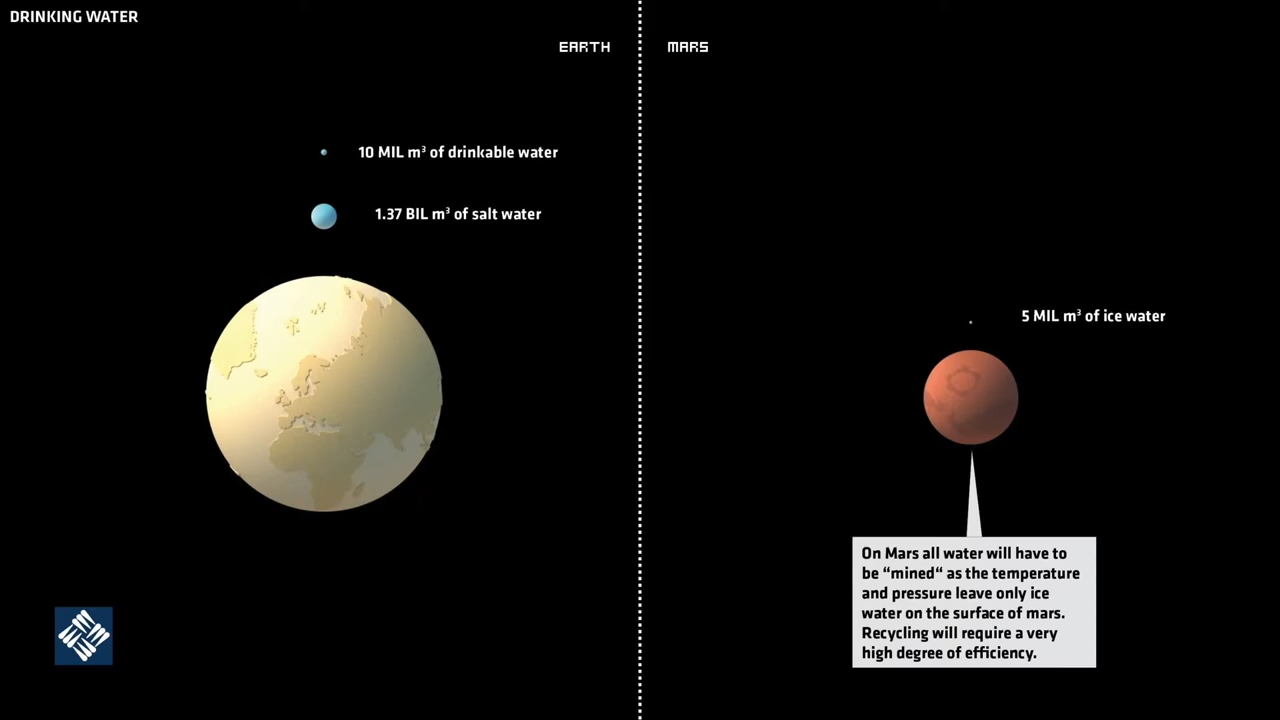 DRINKING WATER
EARTH
MARS
10 MIL m³ of drinkable water
1.37 BIL m³ of salt water
5 MIL m³ of ice water
On Mars all water will have to
be “mined“ as the temperature
and pressure leave only ice
water on the surface of mars.
Recycling will require a very
high degree of efficiency.